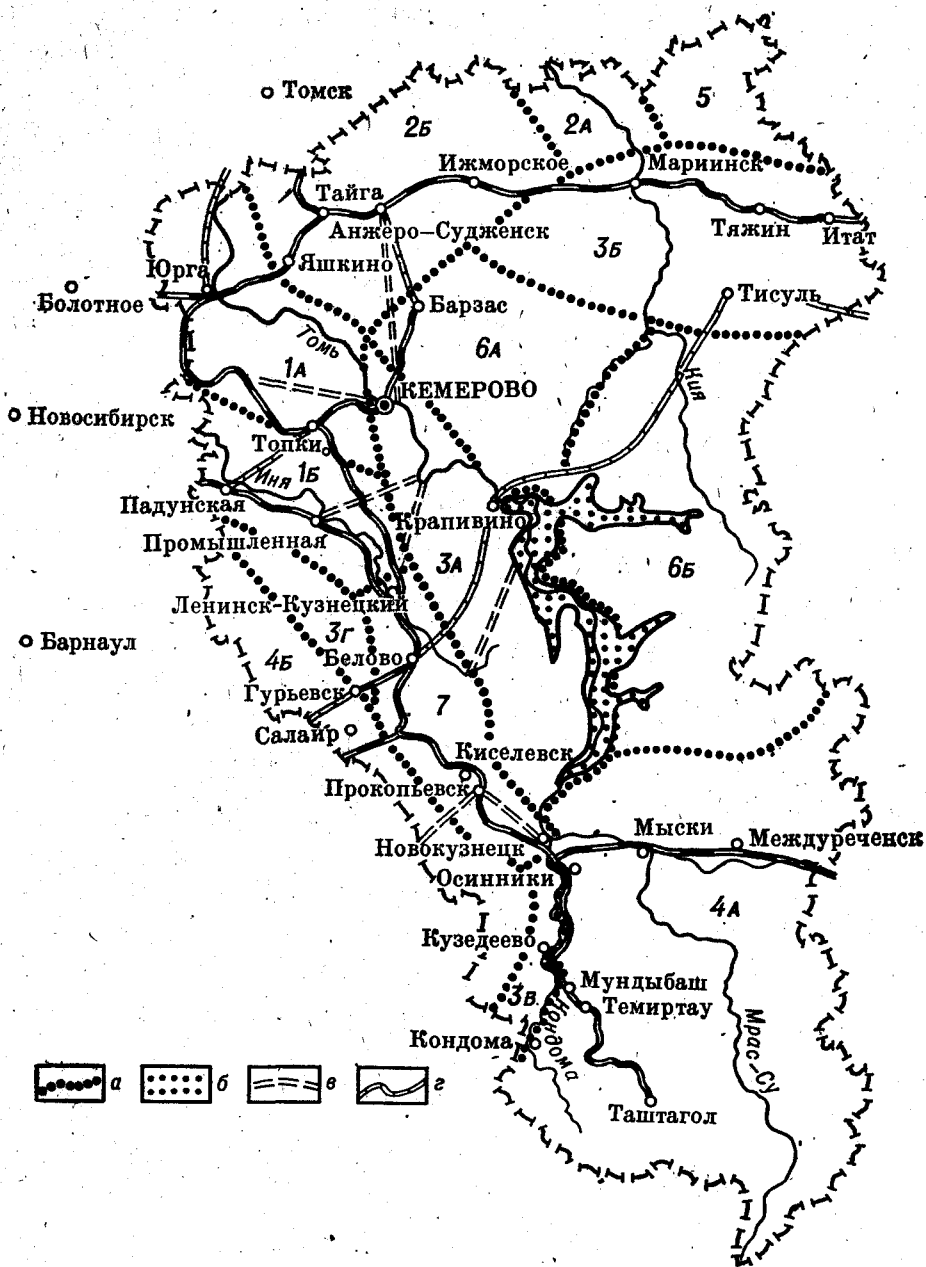 Томск
5
2Б
2А
Ижморское
Мариинск
Тайга
Анжеро-Судженск
Тяжин
Итат
3Б
Яшкино
Юрга
Болотное
Тисуль
Барзас
Томь
6А
1А
КЕМЕРОВО
Кия
Новосибирск
Топки
1Б
Иня
Падунская
Крапивино
Промышленная
3А
6Б
Ленинск-Кузнецкий
3г
Барнаул
Белово
4Б
Гурьевск
7
Салаир
Киселевск
Прокопьевск
Мыски
Междуреченск
Новокузнецк
Осинники
4А
Кузедеево
Мундыбаш
3в
Темиртау
Кондома
Кондома
Мрас-Су
а
б
в
г
Таштагол